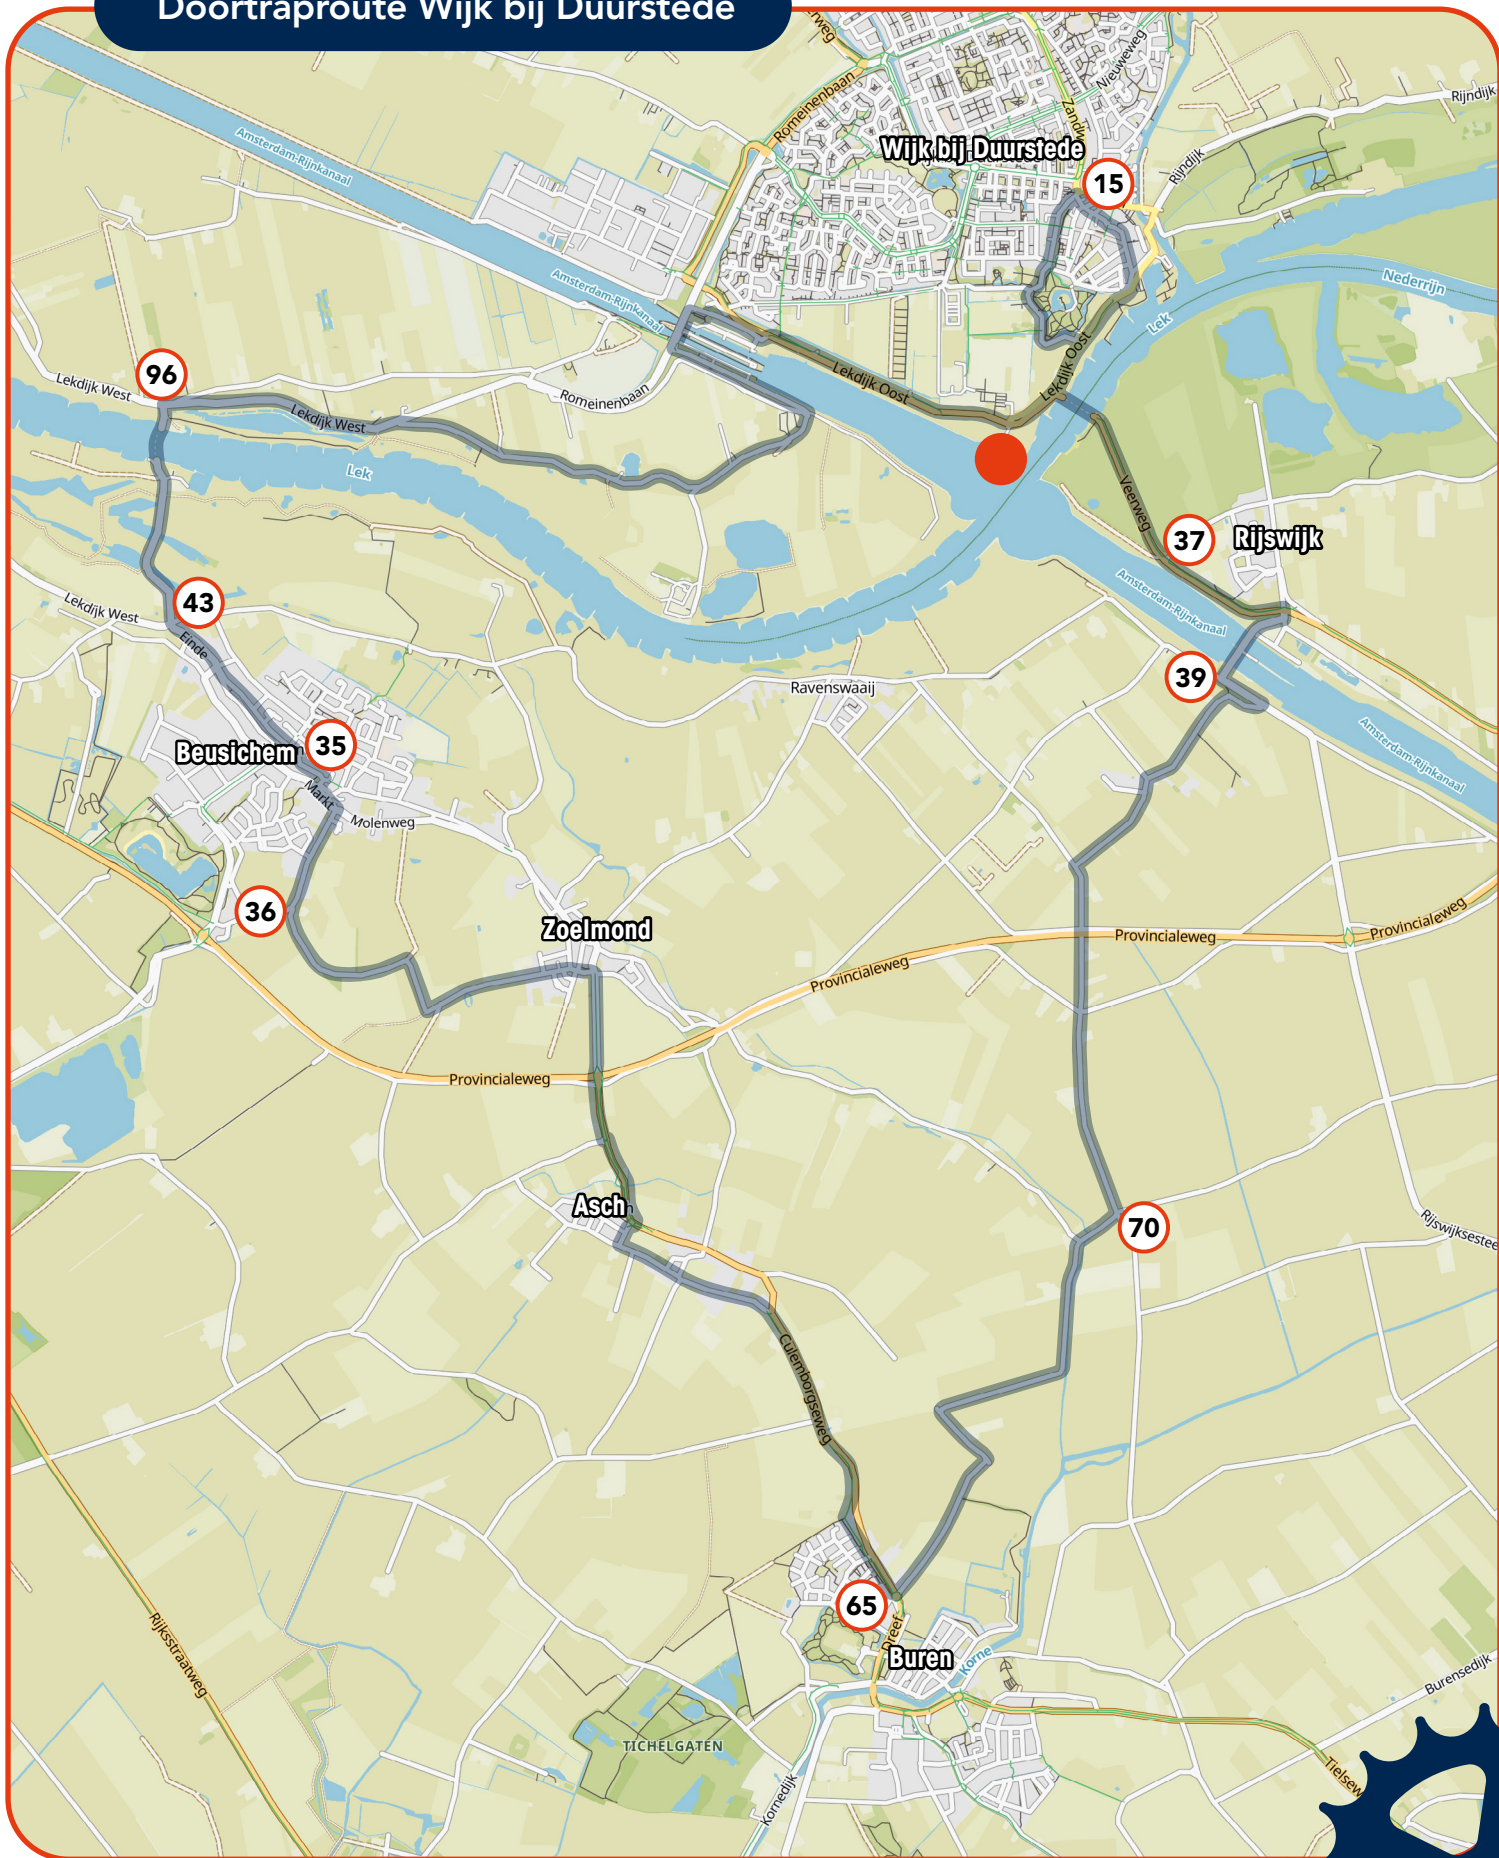 Doortraproute Wijk bij Duurstede
Nieuweweg
Rijndijk
Amsterdam-Rijnkanaal
Romeinenbaan
Zandw
Wijk bij Duurstede
15
Rijndijk
Amsterdam-Rijnkanaal
Nederrijn
Lek
96
Lekdijk West
Lekdijk West
Romeinenbaan
Lekdijk Oost
Lekdijk Oost
Lek
Veerweg
37
Rijswijk
43
Lekdijk West
Einde
Amsterdam-Rijnkanaal
39
Ravenswaaij
Beusichem
35
Markt
Molenweg
Amsterdam-Rijnkanaal
36
Zoelmond
Provincialeweg
Provincialeweg
Provincialeweg
Provincialeweg
Asch
70
Rijswijksestee
Culemborgseweg
65
Dreef
Buren
Korne
Rijksstraatweg
Burensedijk
TICHELGATEN
Kornedijk
Tielsew